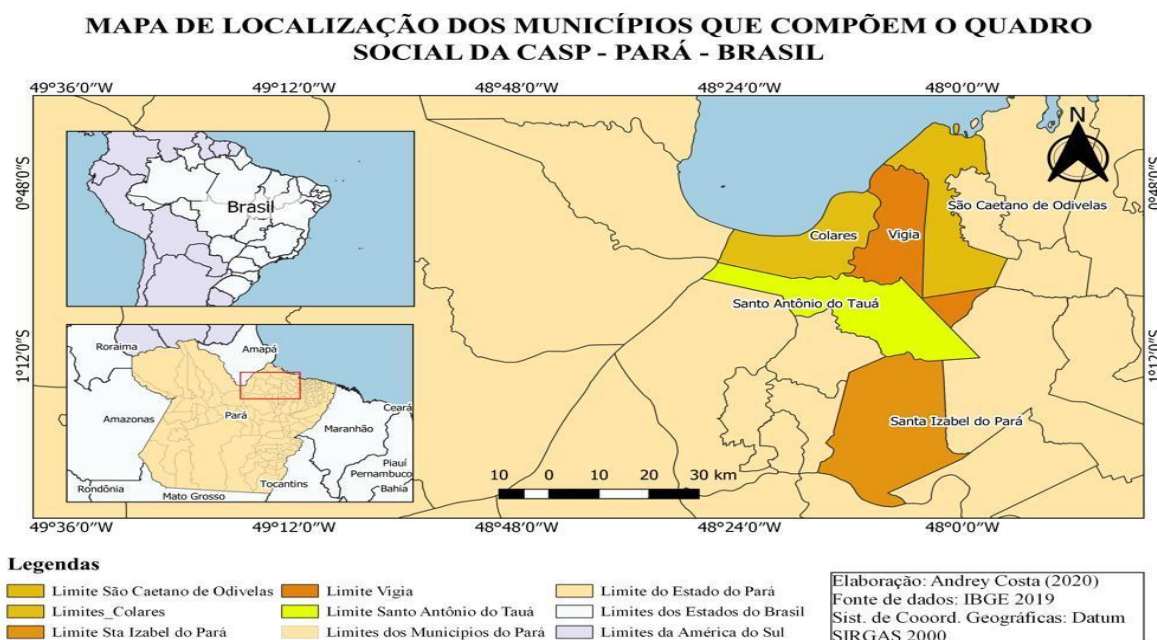 MAPA DE LOCALIZAÇÃO DOS MUNICÍPIOS QUE COMPÕEM O QUADRO
SOCIAL DA CASP - PARÁ - BRASIL
49°36'0"W 49°12'0"W 48°48'0"W 48°24'0"W 48°0'0"W
N
0°48'0"S
0°48'0"S
Brasil
São Caetano de Odivelas
Colares
Vigia
Santo Antônio do Tauá
1°12'0"S
1°12'0"S
Roraima
Amapá
Amazonas
Pará
Ceará
Maranhão
Piauí
Pernambuco
Bahia
Tocantins
Rondônia
Mato Grosso
Santa Izabel do Pará
10 0 10 20 30 km
49°36'0"W 49°12'0"W 48°48'0"W 48°24'0"W 48°0'0"W
Legendas
Limite São Caetano de Odivelas
Limites_Colares
Limite Sta Izabel do Pará
Limite Vigia
Limite Santo Antônio do Tauá
Limites dos Municípios do Pará
Limite do Estado do Pará
Limites dos Estados do Brasil
Limites da América do Sul
Elaboração: Andrey Costa (2020)
Fonte de dados: IBGE 2019
Sist. de Cooord. Geográficas: Datum
SIRGAS 2000